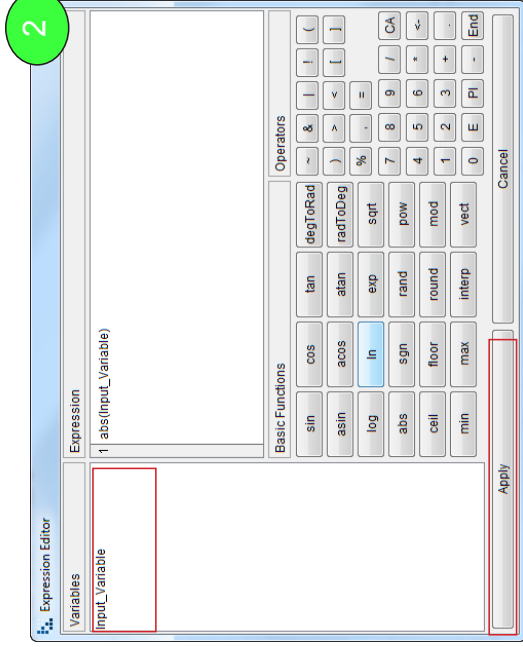 Expression Editor
2
Variables
Expression
Input_Variable
1 abs(Input_Variable)
Basic Functions
Operators
sin cos tan degToRad ~ & | ! (
asin acos atan radToDeg ) > < [ ]
log ln exp sqrt % , =
abs sgn rand pow 7 8 9 / CA
ceil floor round mod 4 5 6 * <-
min max interp vect 1 2 3 + .
0 E PI - End
Apply
Cancel